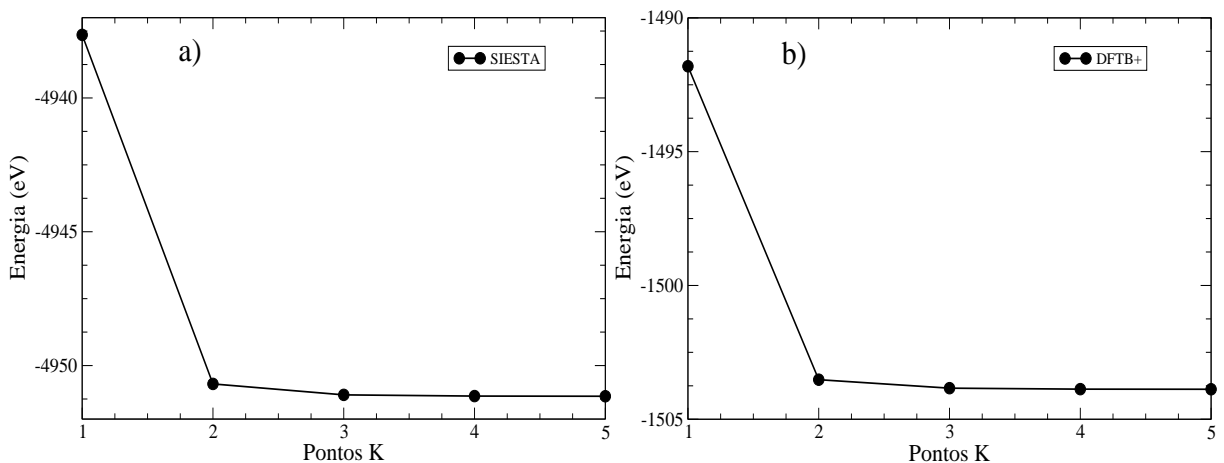 a)
SIESTA
-4940
-4945
-4950
Energia (eV)
1 2 3 4 5
Pontos K
b)
DFTB+
-1490
-1495
-1500
-1505
Energia (eV)
1 2 3 4 5
Pontos K